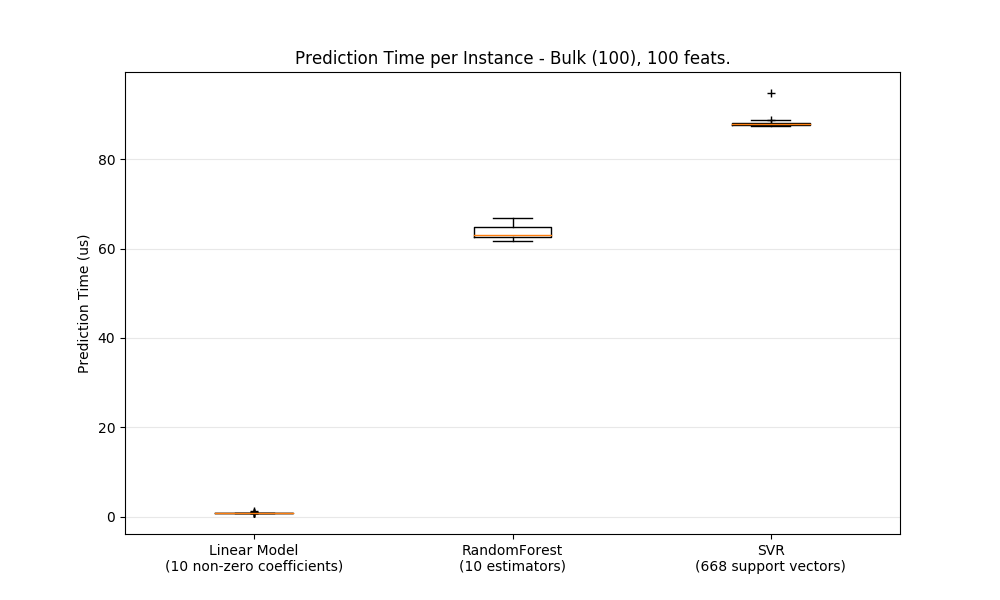 Prediction Time per Instance - Bulk (100), 100 feats.
Prediction Time (us)
80
60
40
20
0
Linear Model
(10 non-zero coefficients)
RandomForest
(10 estimators)
SVR
(668 support vectors)